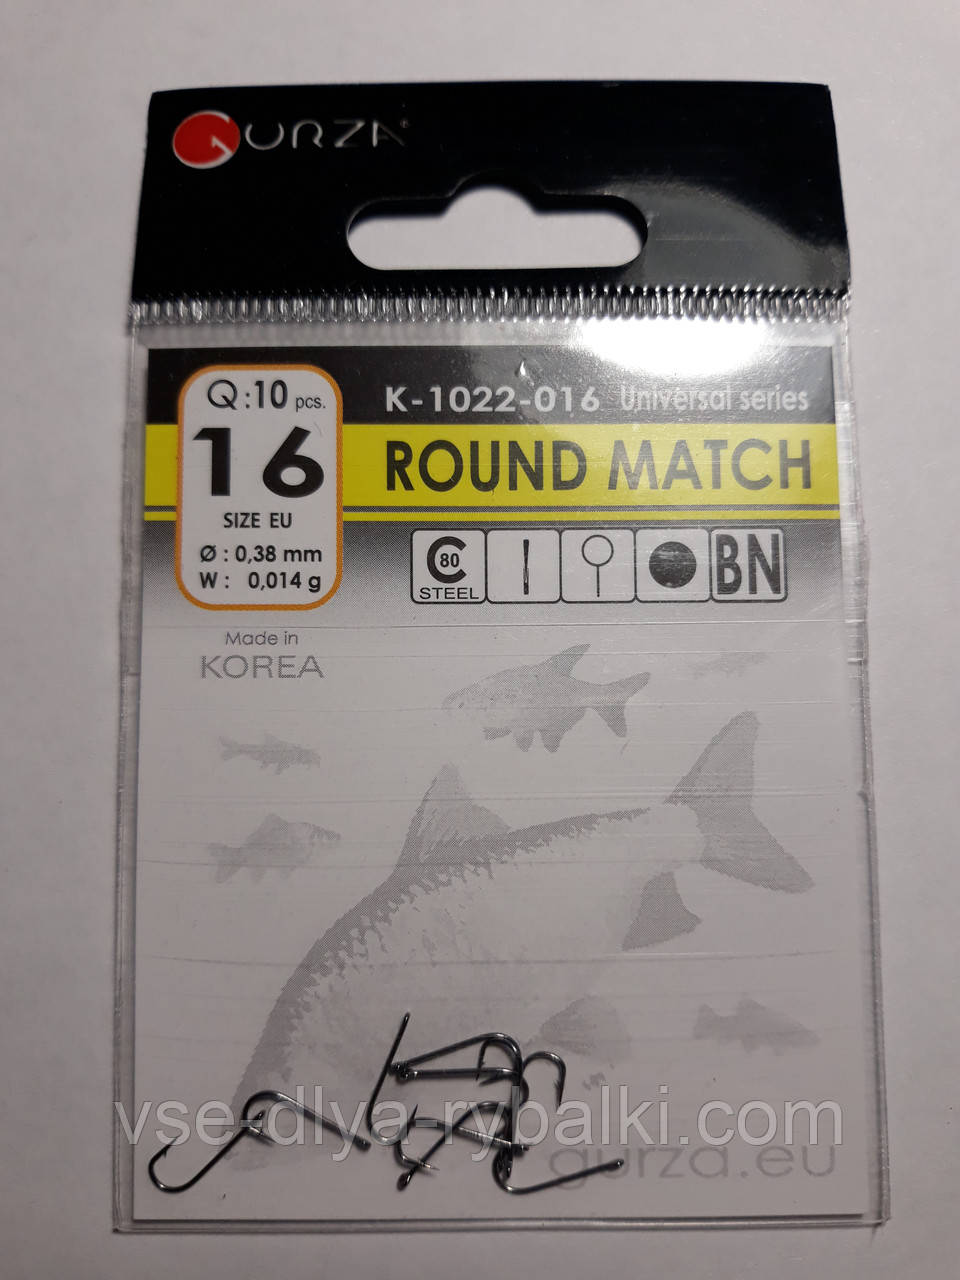 GURZA®
Q:10 pcs.
16
SIZE EU
Ø : 0,38 mm
W : 0,014 g
K-1022-016 Universal series
ROUND MATCH
C 80 STEEL
BN
Made in
KOREA
vse-dlya-rybalki.com
gurza.eu